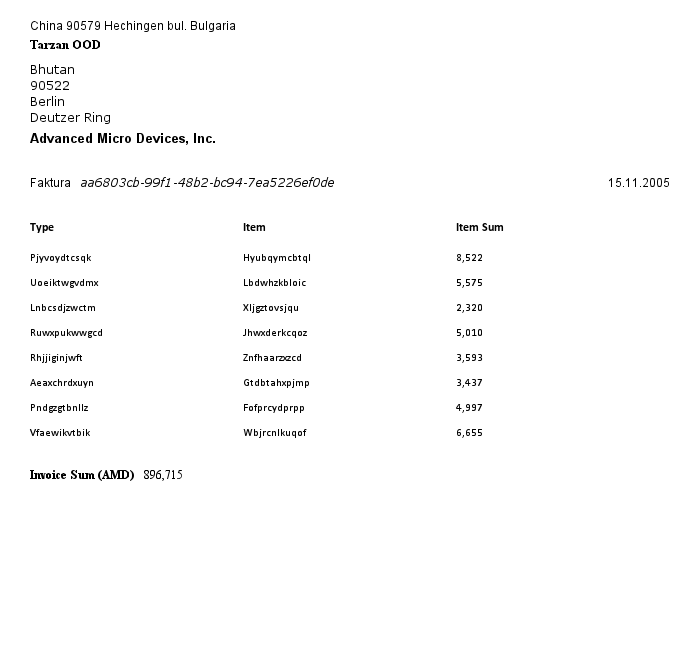 China 90579 Hechingen bul. Bulgaria
Tarzan OOD
Bhutan
90522
Berlin
Deutzer Ring
Advanced Micro Devices, Inc.
Faktura aa6803cb-99f1-48b2-bc94-7ea5226ef0de 15.11.2005
Type Item Item Sum
Pjyvoydtcsqk Hyubqymcbtql 8,522
Uoeiktwgvdmx Lbdwhzkbloic 5,575
Lnbcsdjzwctm Xljgztovsjqu 2,320
Ruwxpukwwgcd Jhwxderkcqoz 5,010
Rhjjiginjwft Znfhaarzxzcd 3,593
Aeaxchrdxuyn Gtdbtahxpjmp 3,437
Pndgzgtbnllz Fofprcydprpp 4,997
Vfaewikvtbik Wbjrcnlkuqof 6,655
Invoice Sum (AMD) 896,715